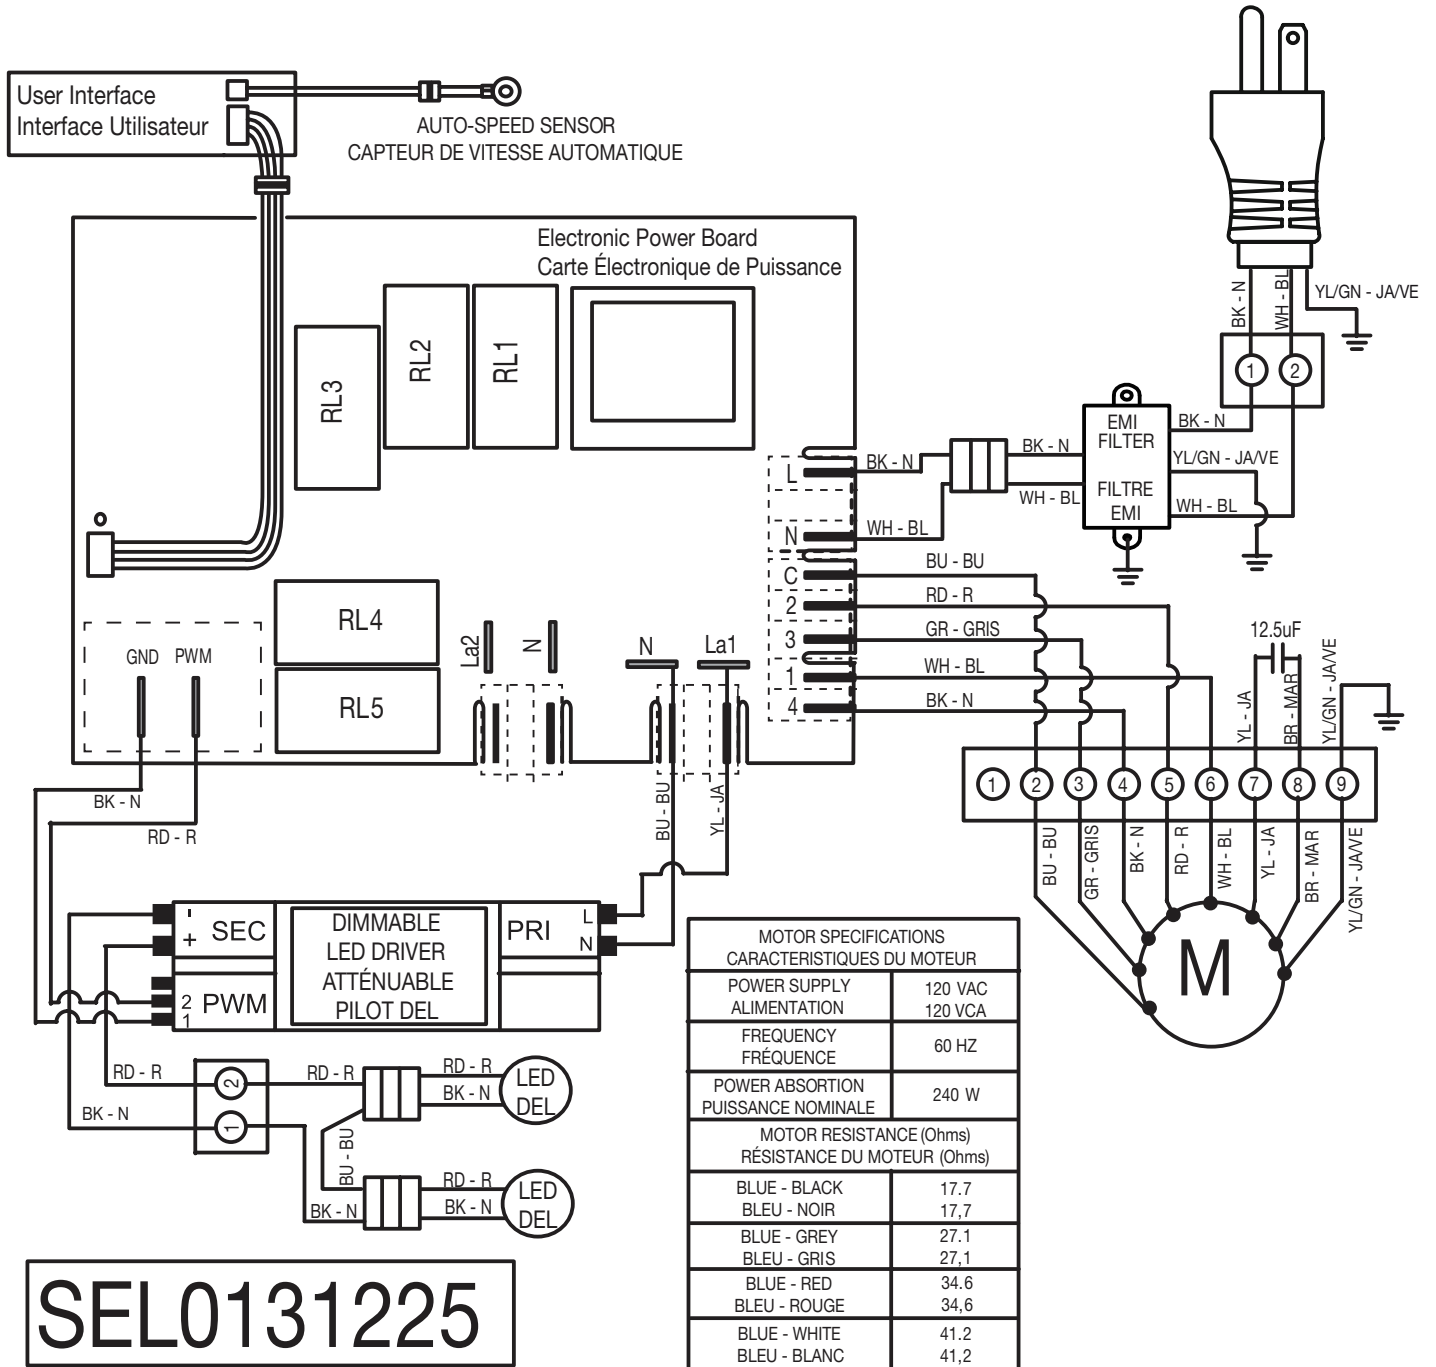 User Interface
Interface Utilisateur
AUTO-SPEED SENSOR
CAPTEUR DE VITESSE AUTOMATIQUE
Electronic Power Board
Carte Électronique de Puissance
RL3
RL2
RL1
BK - N
WH - BL
YL/GN - JA/VE
1
2
EMI
FILTER
FILTRE
EMI
BK - N
YL/GN - JA/VE
WH - BL
BK - N
WH - BL
L
BK - N
N
WH - BL
C
BU - BU
2
RD - R
3
GR - GRIS
1
WH - BL
4
BK - N
12.5uF
YL - JA
BR - MAR
YL/GN - JA/VE
RL4
RL5
GND
PWM
La2
N
N
La1
BK - N
RD - R
BU - BU
YL - JA
1
2
3
4
5
6
7
8
9
BU - BU
GR - GRIS
BK - N
RD - R
WH - BL
YL - JA
BR - MAR
YL/GN - JA/VE
M
-
+
SEC
2
1
PWM
DIMMABLE
LED DRIVER
ATTÉNUABLE
PILOT DEL
PRI
L
N
RD - R
BK - N
2
1
RD - R
BU - BU
BK - N
RD - R
BK - N
LED
DEL
RD - R
BK - N
LED
DEL
MOTOR SPECIFICATIONS
CARACTERISTIQUES DU MOTEUR
POWER SUPPLY 120 VAC
ALIMENTATION 120 VCA
FREQUENCY
FRÉQUENCE
60 HZ
POWER ABSORTION
PUISSANCE NOMINALE
240 W
MOTOR RESISTANCE (Ohms)
RÉSISTANCE DU MOTEUR (Ohms)
BLUE - BLACK 17.7
BLEU - NOIR 17,7
BLUE - GREY 27.1
BLEU - GRIS 27,1
BLUE - RED 34.6
BLEU - ROUGE 34,6
BLUE - WHITE 41.2
BLEU - BLANC 41,2
SEL0131225